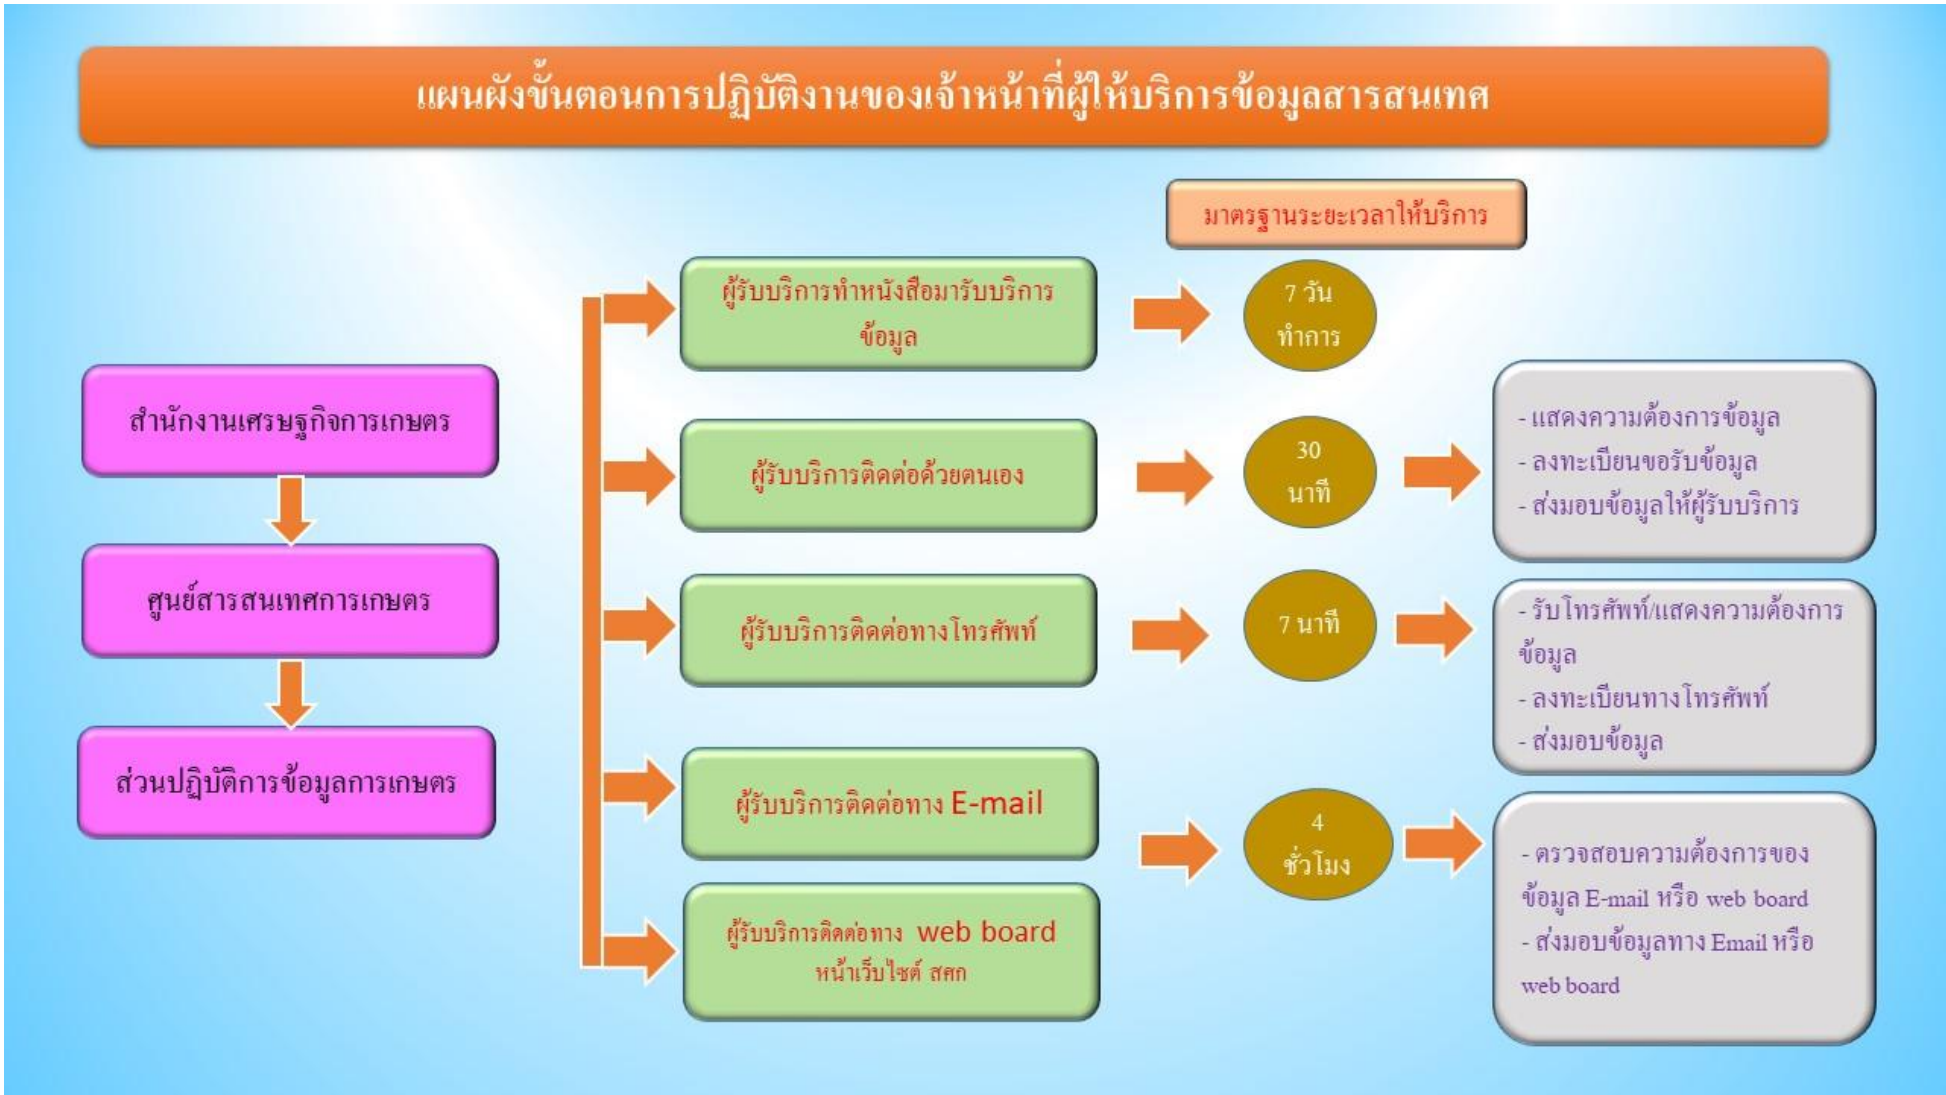 แผนผังขั้นตอนการปฏิบัติงานของเจ้าหน้าที่ผู้ให้บริการข้อมูลสารสนเทศ
มาตรฐานระยะเวลาให้บริการ
สำนักงานเศรษฐกิจการเกษตร
ศูนย์สารสนเทศการเกษตร
ส่วนปฏิบัติการข้อมูลการเกษตร
ผู้รับบริการทำหนังสือมารับบริการ
ข้อมูล
7 วัน
ทำการ
ผู้รับบริการติดต่อด้วยตนเอง
30
นาที
- แสดงความต้องการข้อมูล
- ลงทะเบียนขอรับข้อมูล
- ส่งมอบข้อมูลให้ผู้รับบริการ
ผู้รับบริการติดต่อทางโทรศัพท์
7 นาที
- รับโทรศัพท์/แสดงความต้องการ
ข้อมูล
- ลงทะเบียนทางโทรศัพท์
- ส่งมอบข้อมูล
ผู้รับบริการติดต่อทาง E-mail
ผู้รับบริการติดต่อทาง web board
หน้าเว็บไซต์ สศก
4
ชั่วโมง
- ตรวจสอบความต้องการของ
ข้อมูล E-mail หรือ web board
- ส่งมอบข้อมูลทาง Email หรือ
web board